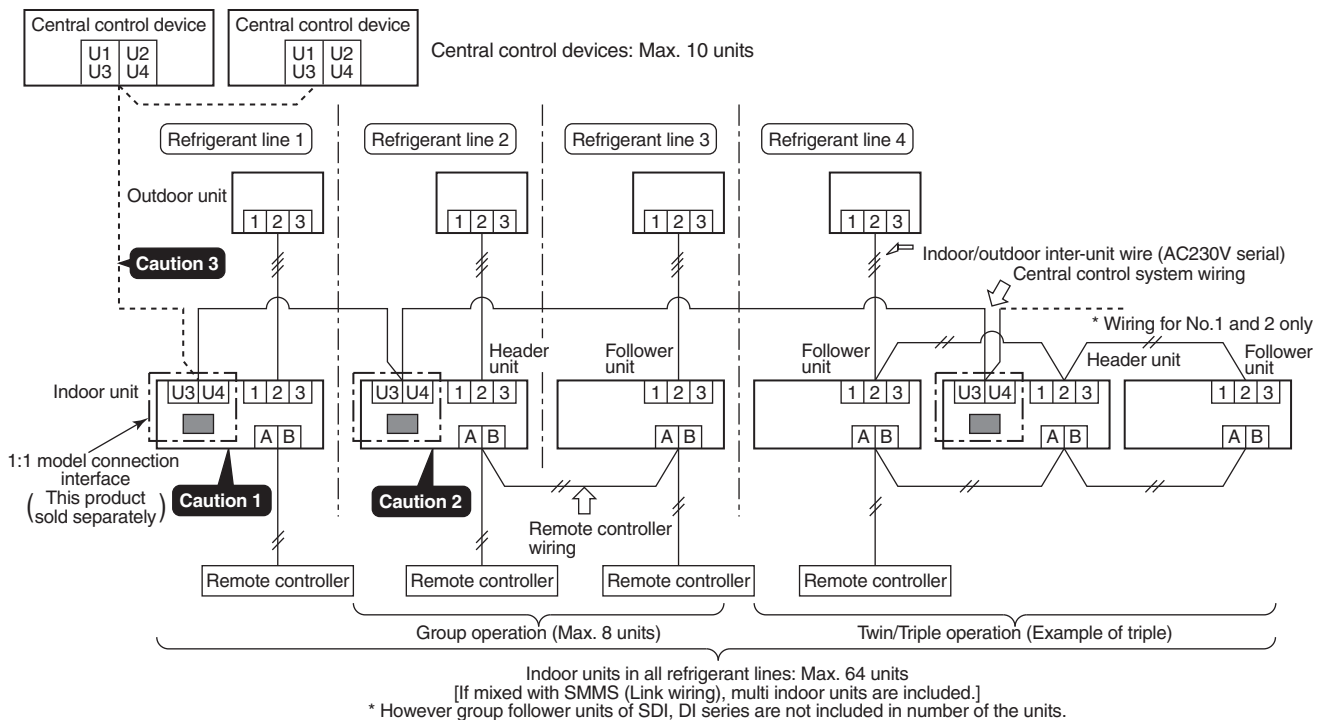 Central control device
U1 U2
U3 U4
Central control device
U1 U2
U3 U4
Central control devices: Max. 10 units
Refrigerant line 1
Refrigerant line 2
Refrigerant line 3
Refrigerant line 4
Outdoor unit
1 2 3
1 2 3
1 2 3
1 2 3
Indoor/outdoor inter-unit wire (AC230V serial)
Central control system wiring
Caution 3
* Wiring for No.1 and 2 only
Header
unit
Follower
unit
Follower
unit
Header unit
Follower
unit
Indoor unit
U3 U4 1 2 3
U3 U4 1 2 3
1 2 3
1 2 3
U3 U4 1 2 3
1 2 3
A B
A B
A B
A B
A B
A B
1:1 model connection
interface
(This product
sold separately)
Caution 1
Caution 2
Remote controller
wiring
Remote controller
Remote controller
Remote controller
Remote controller
Group operation (Max. 8 units)
Twin/Triple operation (Example of triple)
Indoor units in all refrigerant lines: Max. 64 units
[If mixed with SMMS (Link wiring), multi indoor units are included.]
* However group follower units of SDI, DI series are not included in number of the units.